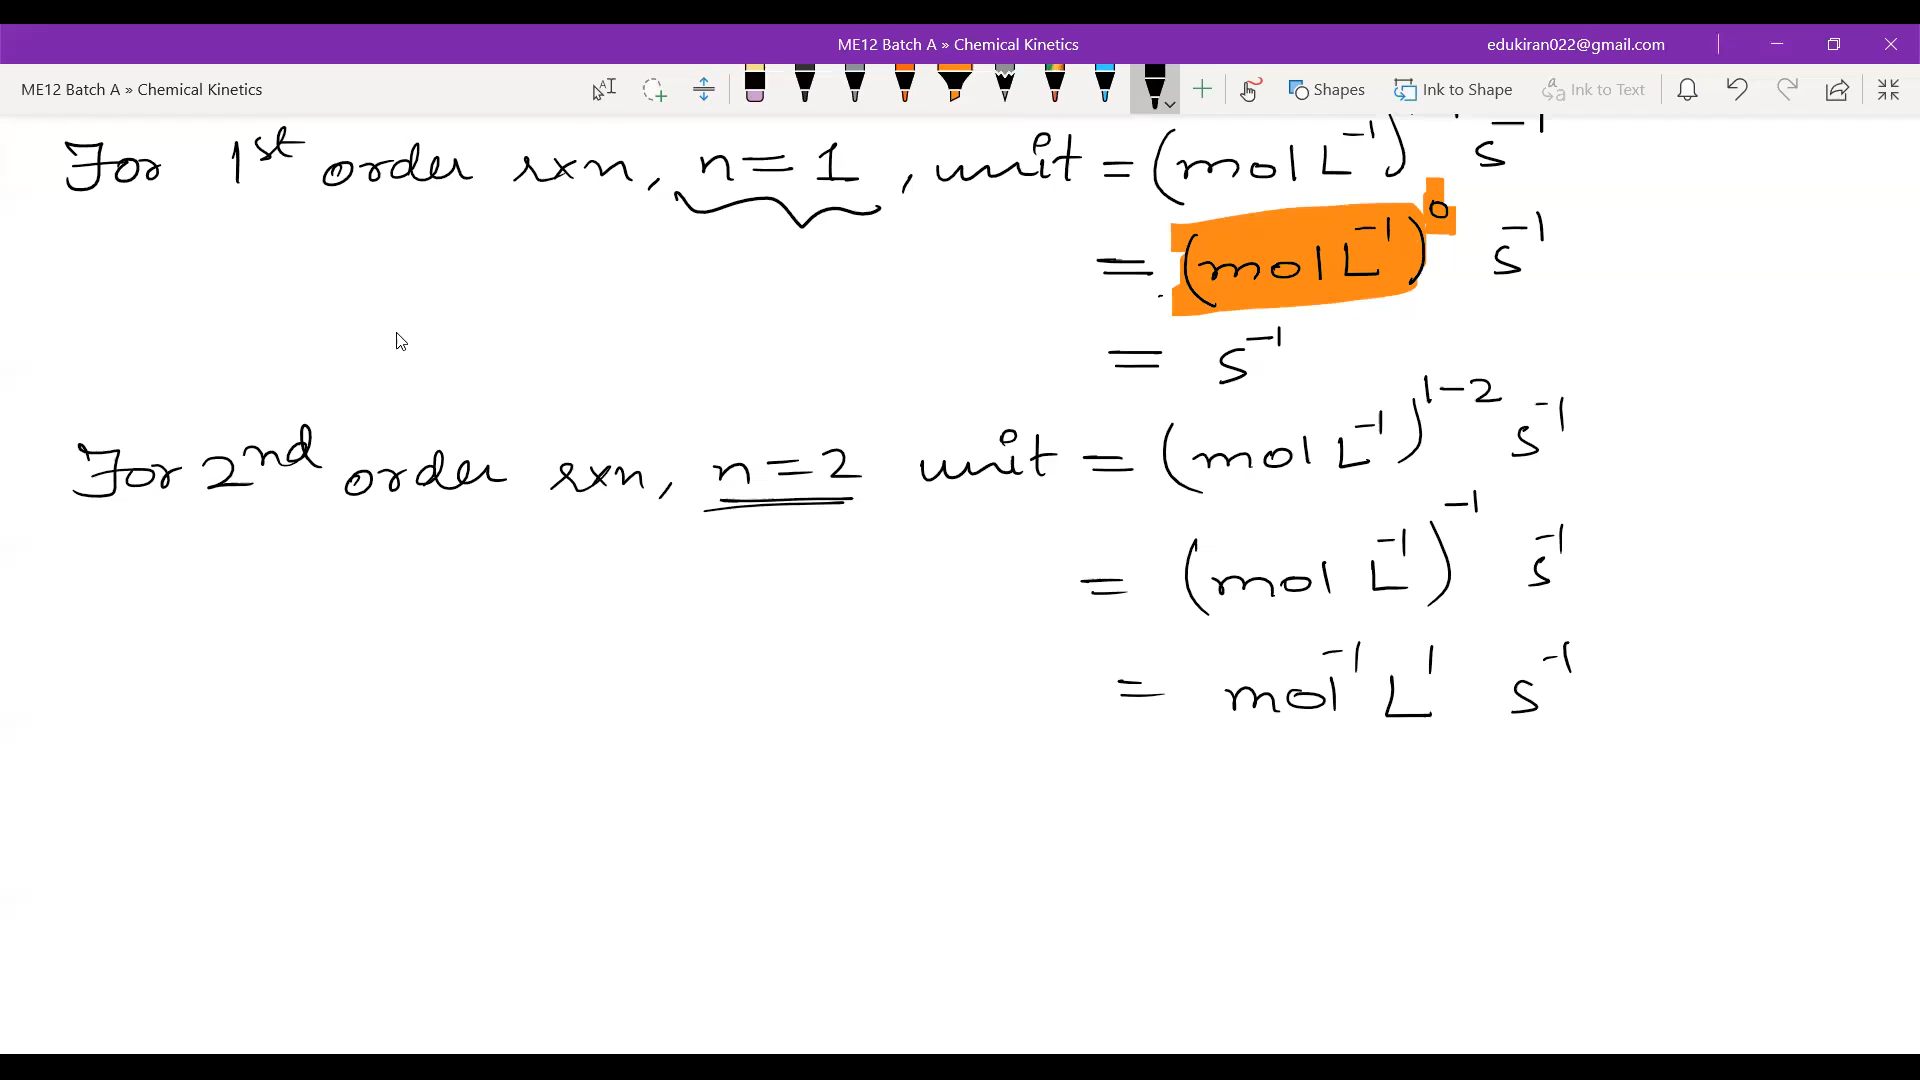 ME12 Batch A » Chemical Kinetics
edukiran022@gmail.com
ME12 Batch A » Chemical Kinetics
Shapes
Ink to Shape
Ink to Text
For 1st order rxn, n = 1, unit = (mol L⁻¹) s⁻¹
= (mol L⁻¹)⁰ s⁻¹
= s⁻¹
For 2nd order rxn, n = 2 unit = (mol L⁻¹)¹⁻² s⁻¹
= (mol L⁻¹)⁻¹ s⁻¹
= mol⁻¹ L¹ s⁻¹